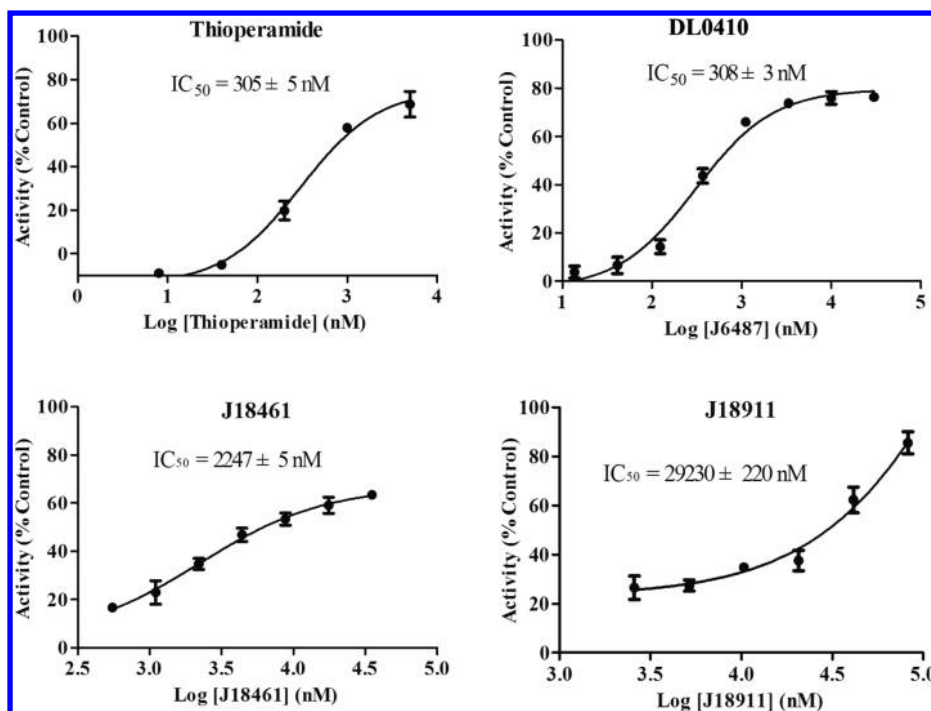 Thioperamide
IC50 = 305 ± 5 nM
Activity (% Control)
100
80
60
40
20
0
0 1 2 3 4
Log [Thioperamide] (nM)
DL0410
IC50 = 308 ± 3 nM
Activity (% Control)
100
80
60
40
20
0
1 2 3 4 5
Log [J6487] (nM)
J18461
IC50 = 2247 ± 5 nM
Activity (% Control)
100
80
60
40
20
0
2.5 3.0 3.5 4.0 4.5 5.0
Log [J18461] (nM)
J18911
IC50 = 29230 ± 220 nM
Activity (% Control)
100
80
60
40
20
0
3.0 3.5 4.0 4.5 5.0
Log [J18911] (nM)